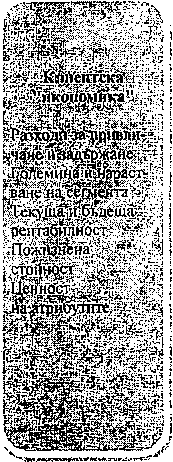 Клиентска
"икономика"
Разходи за привли-
чане и задържане
Големина и нараст-
ване на сегмента
Текуща и бъдеща
рентабилност
Пожизнена
стойност
Ценност
на атрибутите